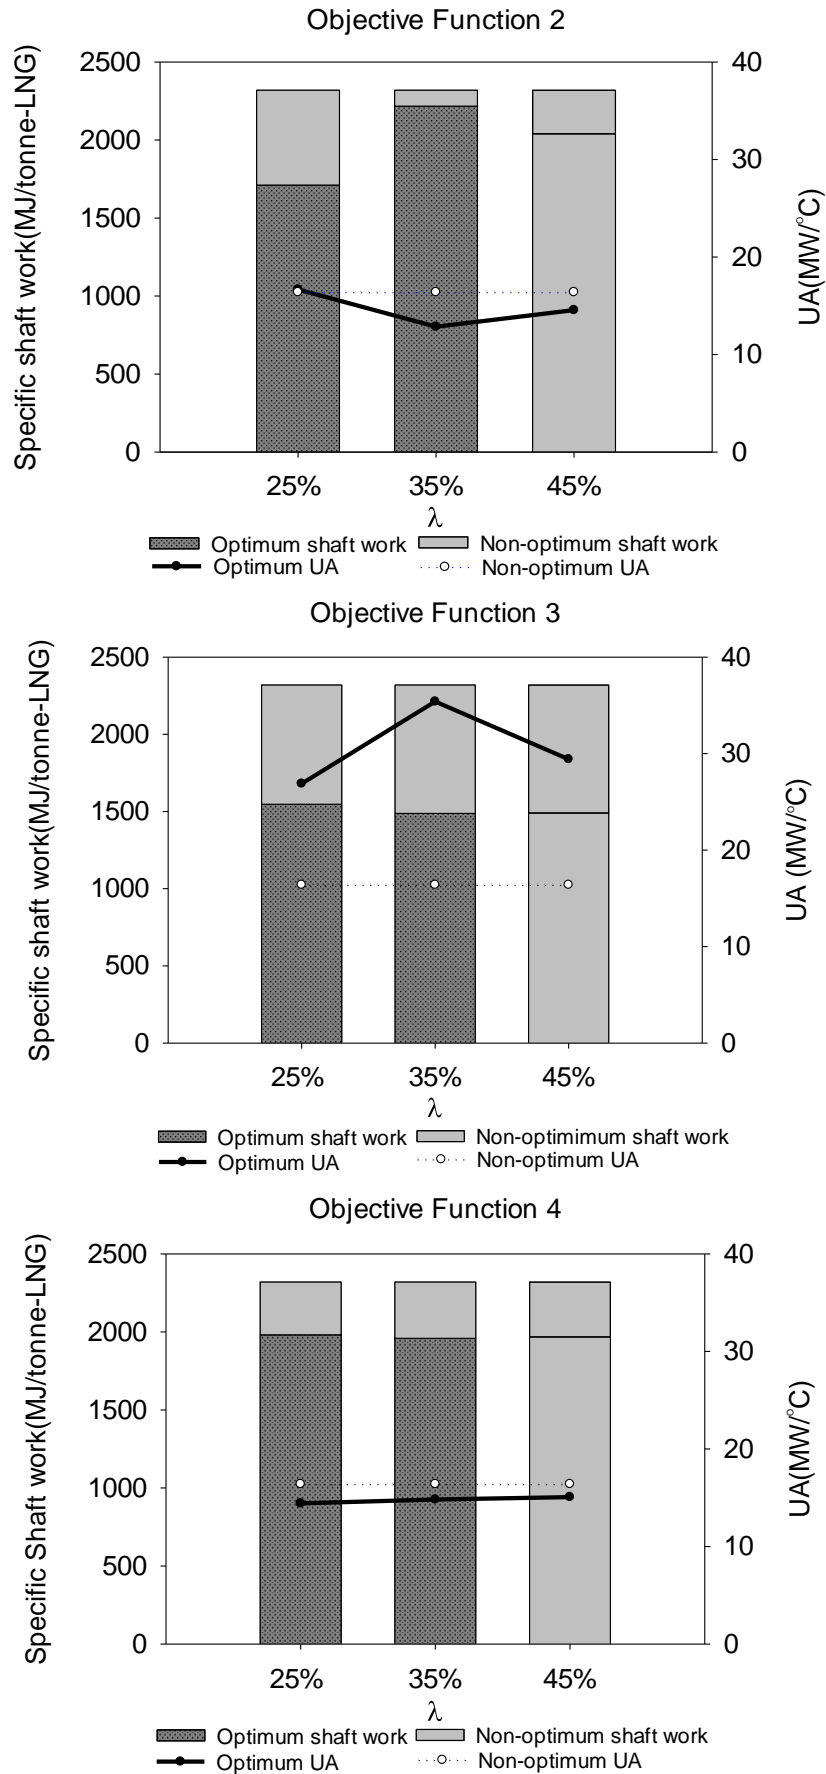 Objective Function 2
Specific shaft work(MJ/tonne-LNG)
2500
2000
1500
1000
500
0
40
30
20
10
0
UA(MW/°C)
25% 35% 45%
λ
Optimum shaft work Non-optimum shaft work
Optimum UA Non-optimum UA
Objective Function 3
Specific shaft work(MJ/tonne-LNG)
2500
2000
1500
1000
500
0
40
30
20
10
0
UA (MW/°C)
25% 35% 45%
λ
Optimum shaft work Non-optimimum shaft work
Optimum UA Non-optimum UA
Objective Function 4
Specific Shaft work(MJ/tonne-LNG)
2500
2000
1500
1000
500
0
40
30
20
10
0
UA(MW/°C)
25% 35% 45%
λ
Optimum shaft work Non-optimum shaft work
Optimum UA Non-optimum UA